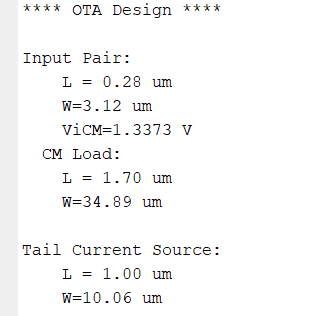 **** OTA Design ****
Input Pair:
L = 0.28 um
W=3.12 um
ViCM=1.3373 V
CM Load:
L = 1.70 um
W=34.89 um
Tail Current Source:
L = 1.00 um
W=10.06 um